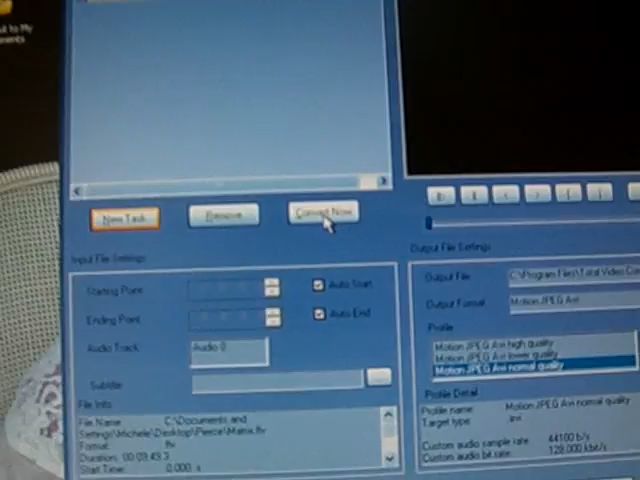 New Task
Remove
Convert Now
Input File Settings
Output File Settings
Starting Point
Auto Start
Output File
C:\Program Files\Total Video Con
Ending Point
Auto End
Output Format
Motion JPEG Avi
Profile
Audio Track
Audio 0
Motion JPEG Avi high quality
Motion JPEG Avi lower quality
Motion JPEG Avi normal quality
Subtitle
File Info
Profile Detail
File Name: C:\Documents and
Settings\Michele\Desktop\Pierce\Matrix.flv
Format: flv
Duration: 00:09:49.3
Start Time: 0.000 s
Profile name: Motion JPEG Avi normal quality
Target type: avi
Custom audio sample rate: 44100 b/s
Custom audio bit rate: 128.000 kbit/s